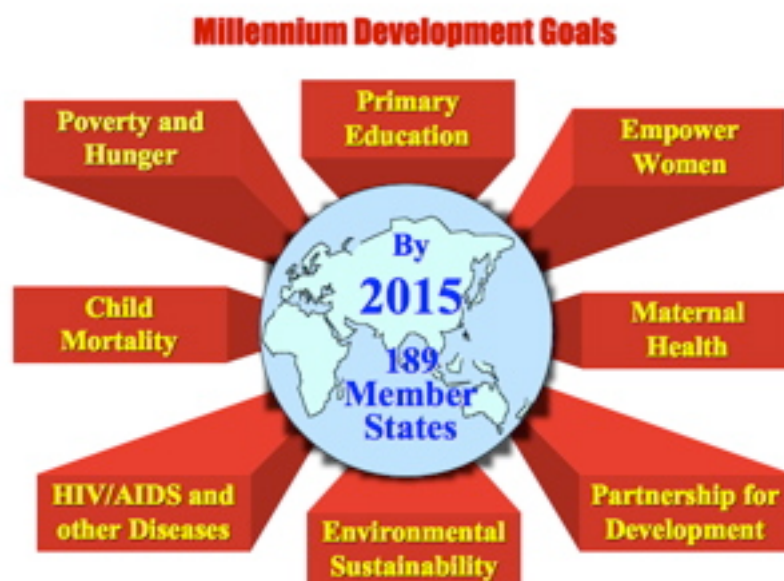 Millennium Development Goals
Poverty and
Hunger
Primary
Education
Empower
Women
By
2015
189
Member
States
Child
Mortality
Maternal
Health
HIV/AIDS and
other Diseases
Environmental
Sustainability
Partnership for
Development